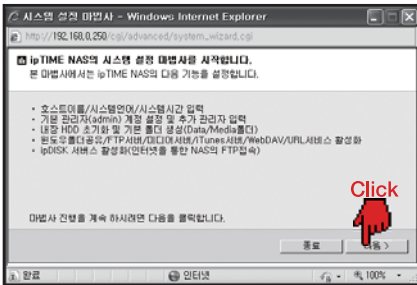 시스템 설정 마법사 - Windows Internet Explorer
http://192.168.0.250/cgi/advanced/system_wizard.cgi
ipTIME NAS의 시스템 설정 마법사를 시작합니다.
본 마법사에서는 ipTIME NAS의 다음 기능을 설정합니다.
• 호스트이름/시스템언어/시스템시간 입력
• 기본 관리자(admin) 계정 설정 및 추가 관리자 입력
• 내장 HDD 초기화 및 기본 폴더 생성(Data/Media폴더)
• 윈도우폴더공유/FTP서버/미디어서버/iTunes서버/WebDAV/URL서비스 활성화
• ipDISK 서비스 활성화(인터넷을 통한 NAS의 FTP접속)
Click
마법사 진행을 계속 하시려면 다음을 클릭합니다.
종료
다음 >
완료
인터넷
100%